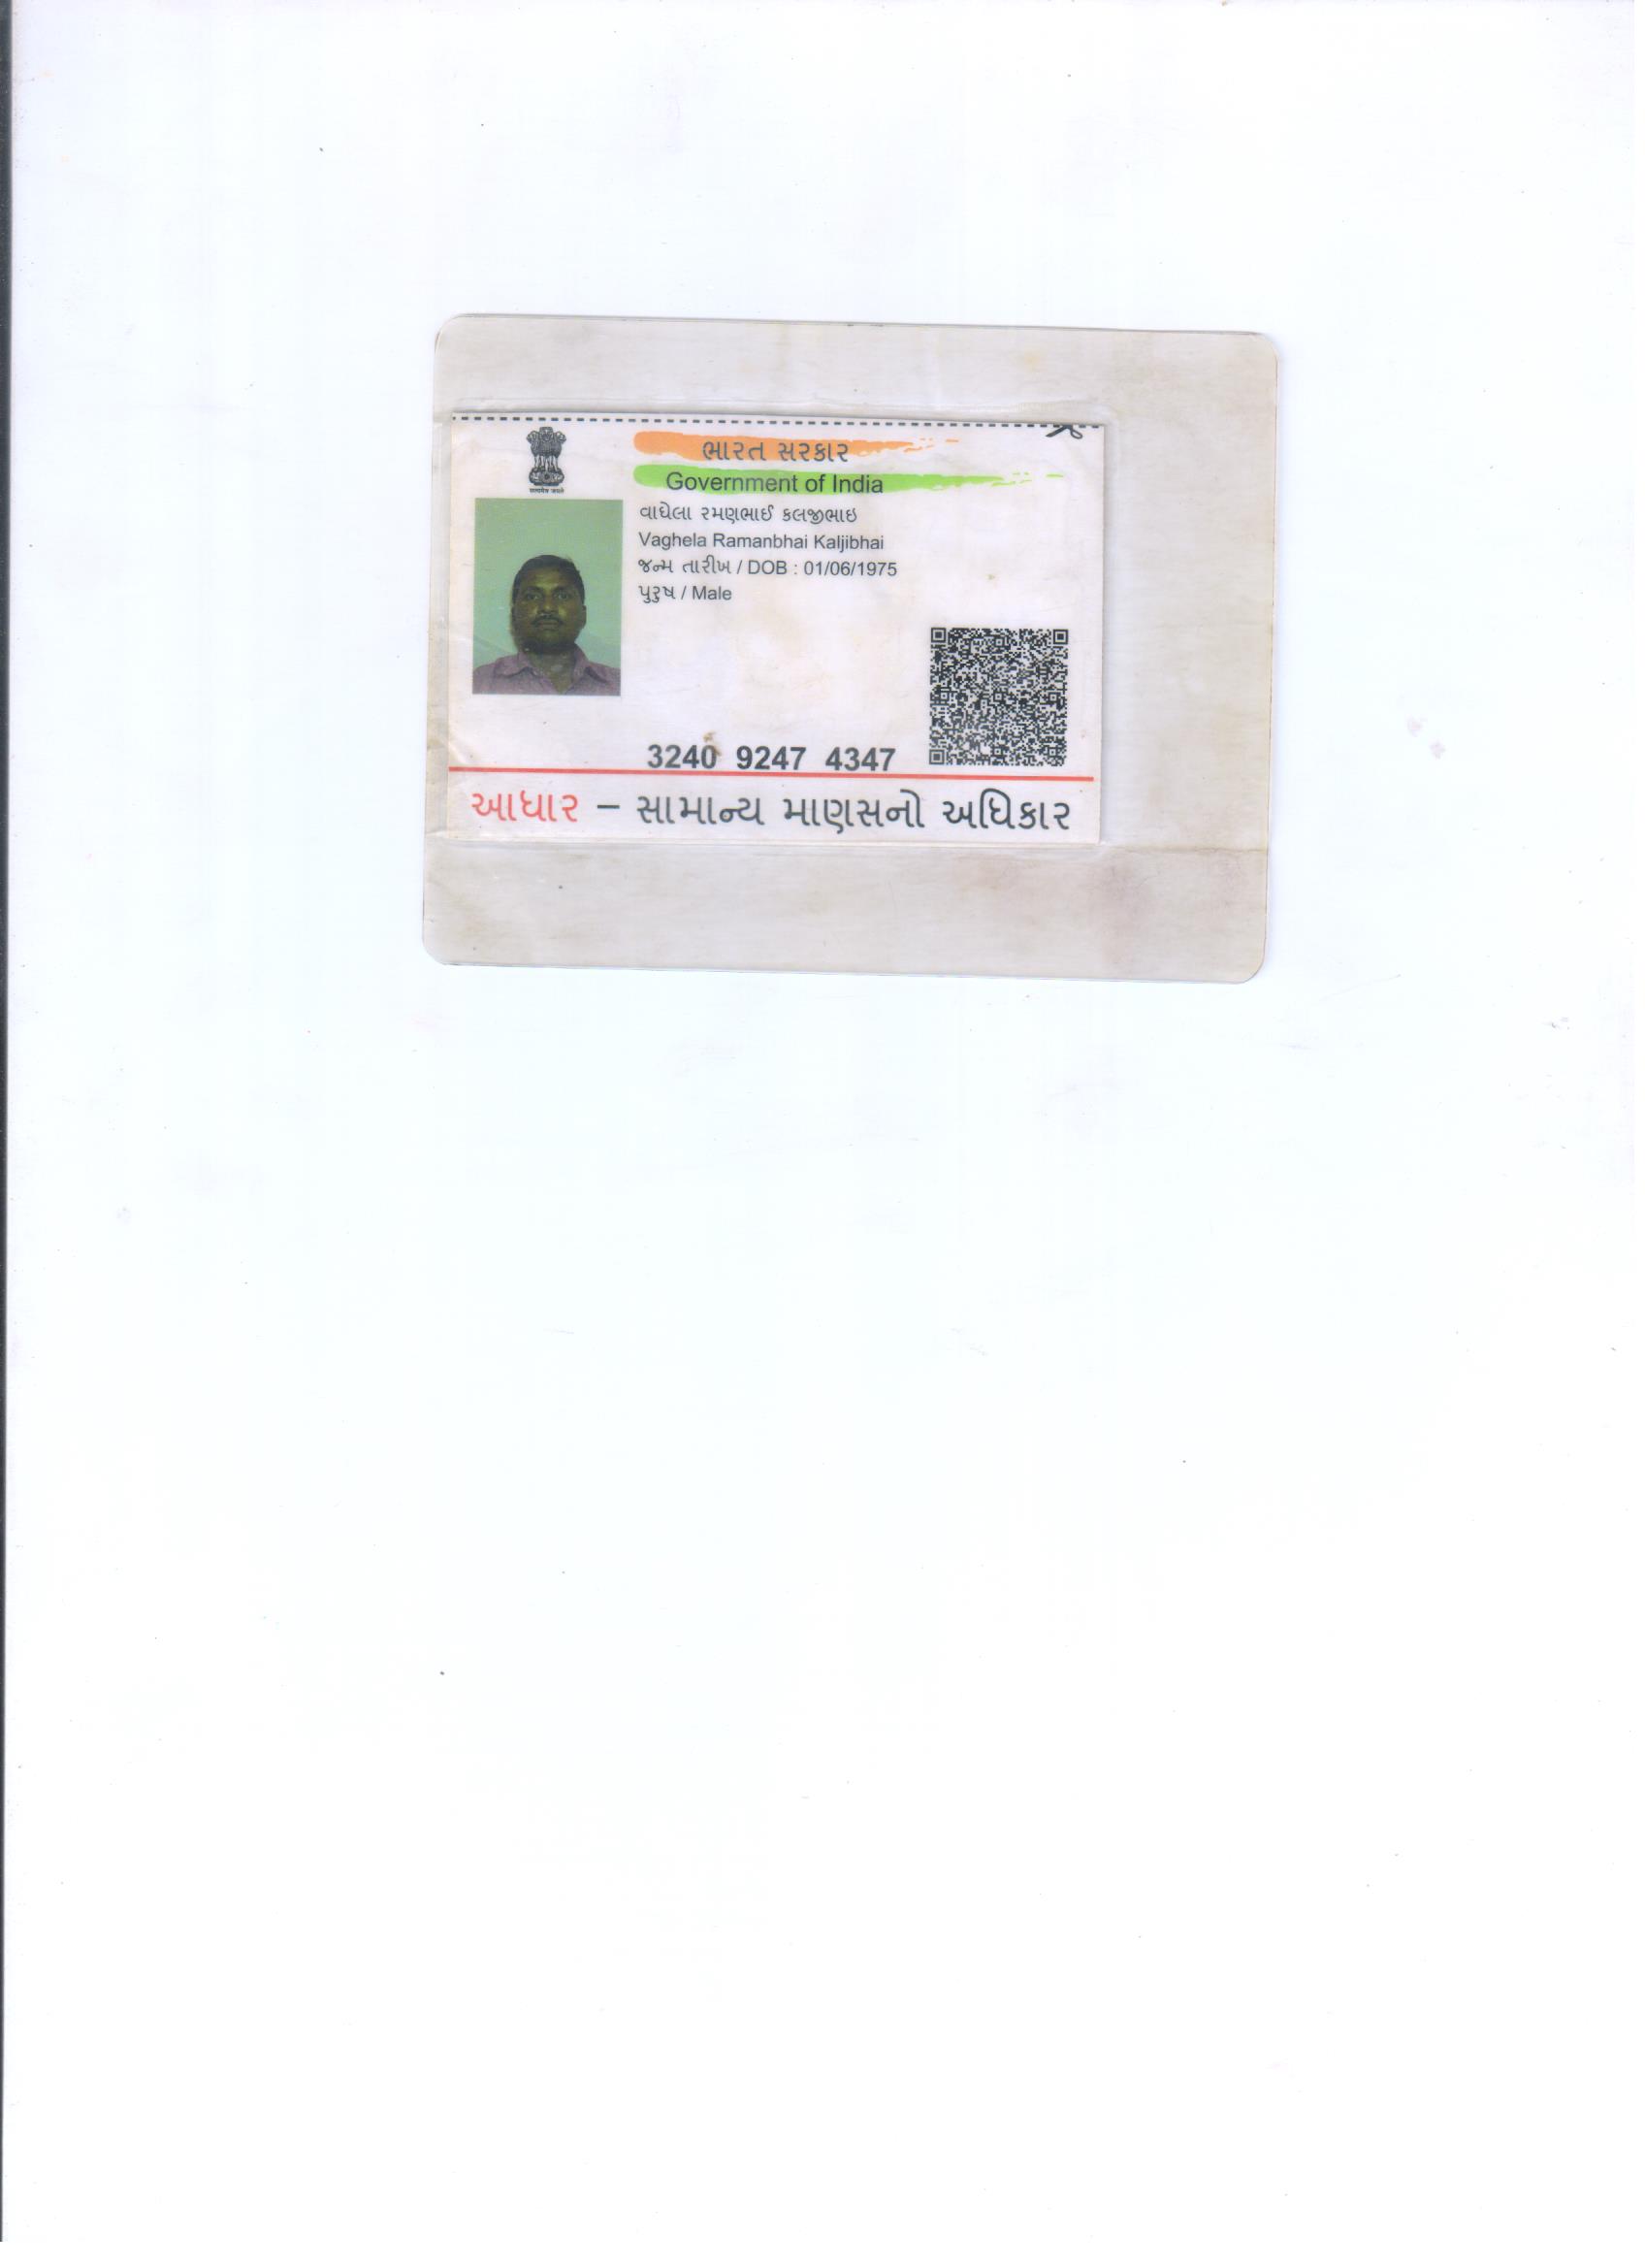 ભારત સરકાર
Government of India
सत्यमेव जयते
વાઘેલા રમણભાઈ કલજીભાઇ
Vaghela Ramanbhai Kaljibhai
જન્મ તારીખ / DOB : 01/06/1975
પુરુષ / Male
3240 9247 4347
આધાર – સામાન્ય માણસનો અધિકાર